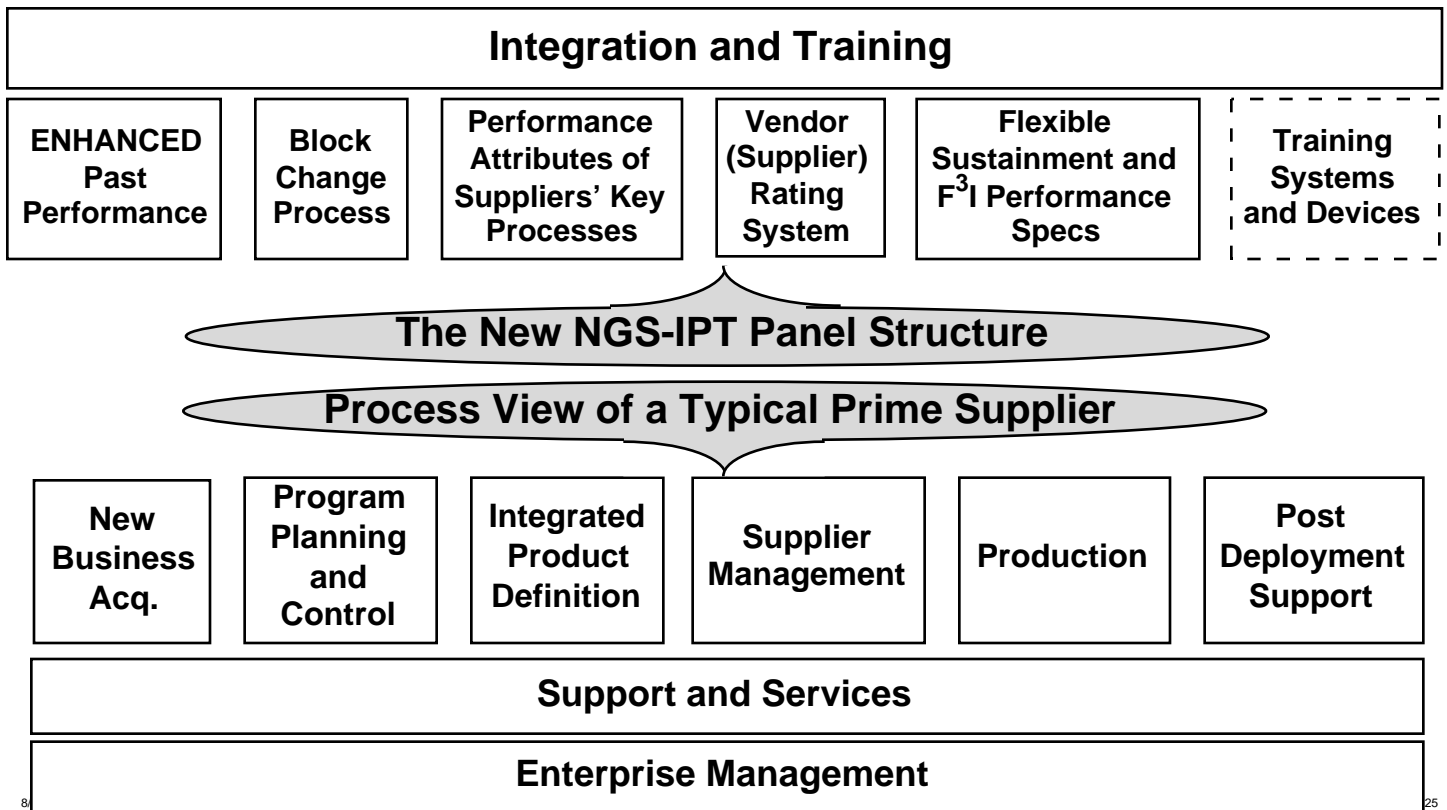 Integration and Training
ENHANCED
Past
Performance
Block
Change
Process
Performance
Attributes of
Suppliers’ Key
Processes
Vendor
(Supplier)
Rating
System
Flexible
Sustainment and
F³I Performance
Specs
Training
Systems
and Devices
The New NGS-IPT Panel Structure
Process View of a Typical Prime Supplier
New
Business
Acq.
Program
Planning
and
Control
Integrated
Product
Definition
Supplier
Management
Production
Post
Deployment
Support
Support and Services
Enterprise Management
8/
25